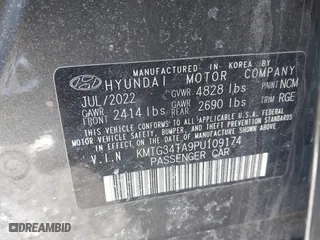 MANUFACTURED IN KOREA BY
HYUNDAI MOTOR COMPANY
JUL/2022 GVWR 4828 lbs PAINT NCM
GAWR FRONT 2414 lbs GAWR REAR 2690 lbs TRIM RGE
THIS VEHICLE CONFORMS TO ALL APPLICABLE FEDERAL
MOTOR VEHICLE SAFETY, BUMPER, AND THEFT PREVENTION
STANDARDS IN EFFECT ON THE DATE OF MANUFACTURE
SHOWN ABOVE.
V.I.N KMTG34TA9PU109174
PASSENGER CAR
DEALERSHIP